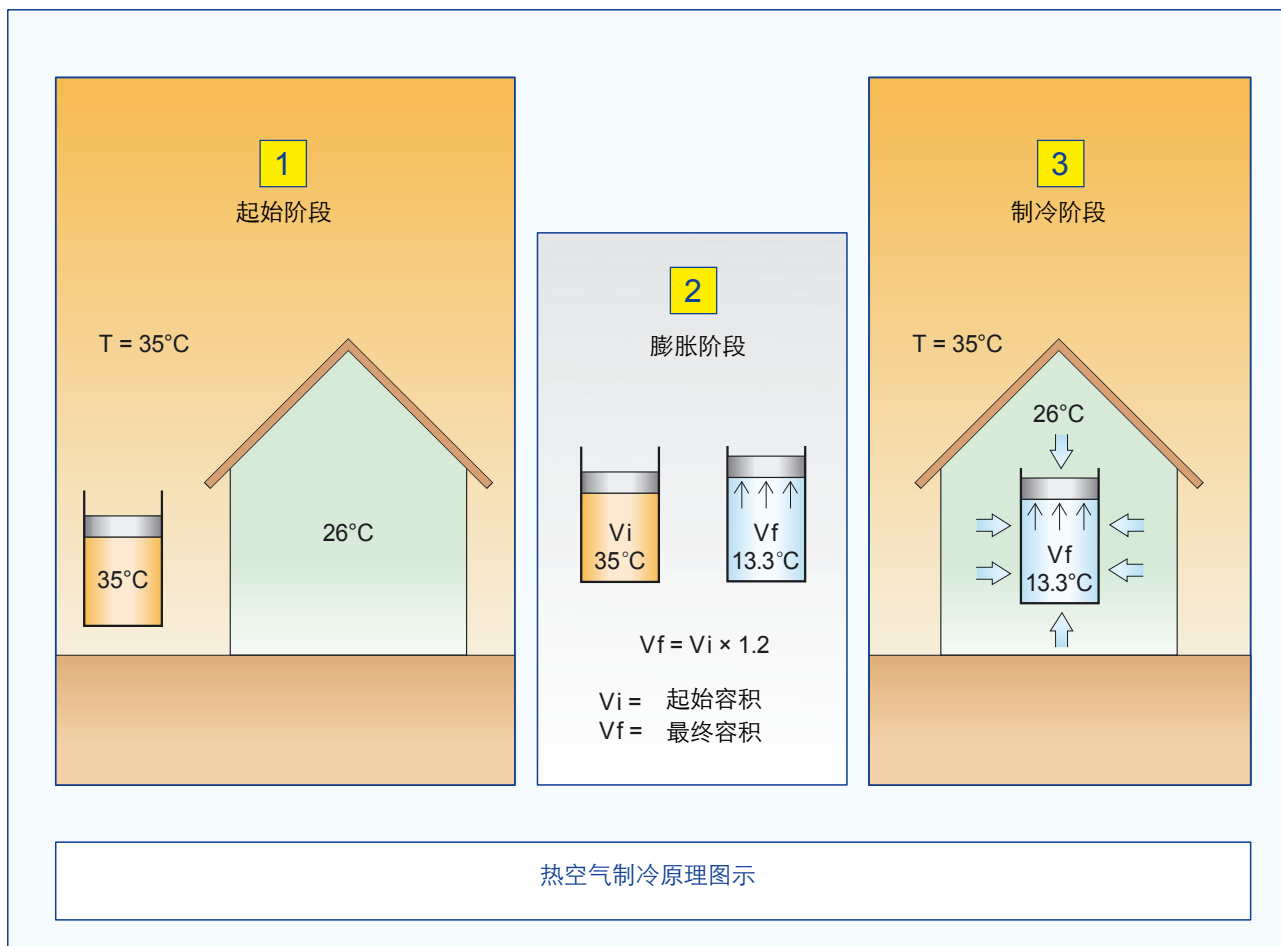 1
起始阶段
T = 35°C
26°C
35°C
2
膨胀阶段
Vi
35°C
Vf
13.3°C
Vf = Vi × 1.2
Vi = 起始容积
Vf = 最终容积
3
制冷阶段
T = 35°C
26°C
Vf
13.3°C
热空气制冷原理图示